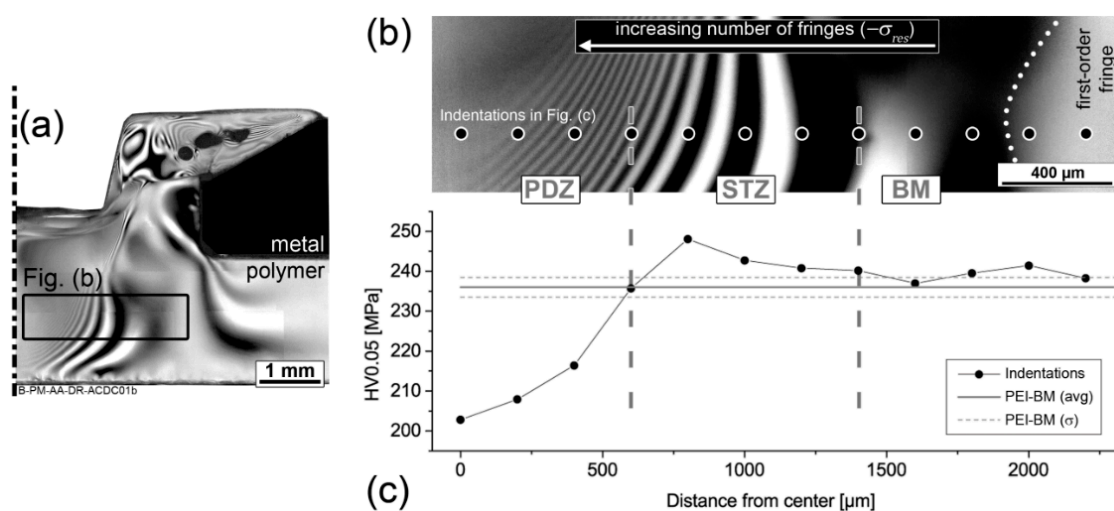 (a)
metal
polymer
Fig. (b)
1 mm
B-PM-AA-DR-ACDC01b
(b)
increasing number of fringes (−σres)
first-order
fringe
Indentations in Fig. (c)
400 µm
PDZ
STZ
BM
250
240
230
220
210
200
HV0.05 [MPa]
Indentations
PEI-BM (avg)
PEI-BM (σ)
0
500
1000
1500
2000
(c)
Distance from center [µm]